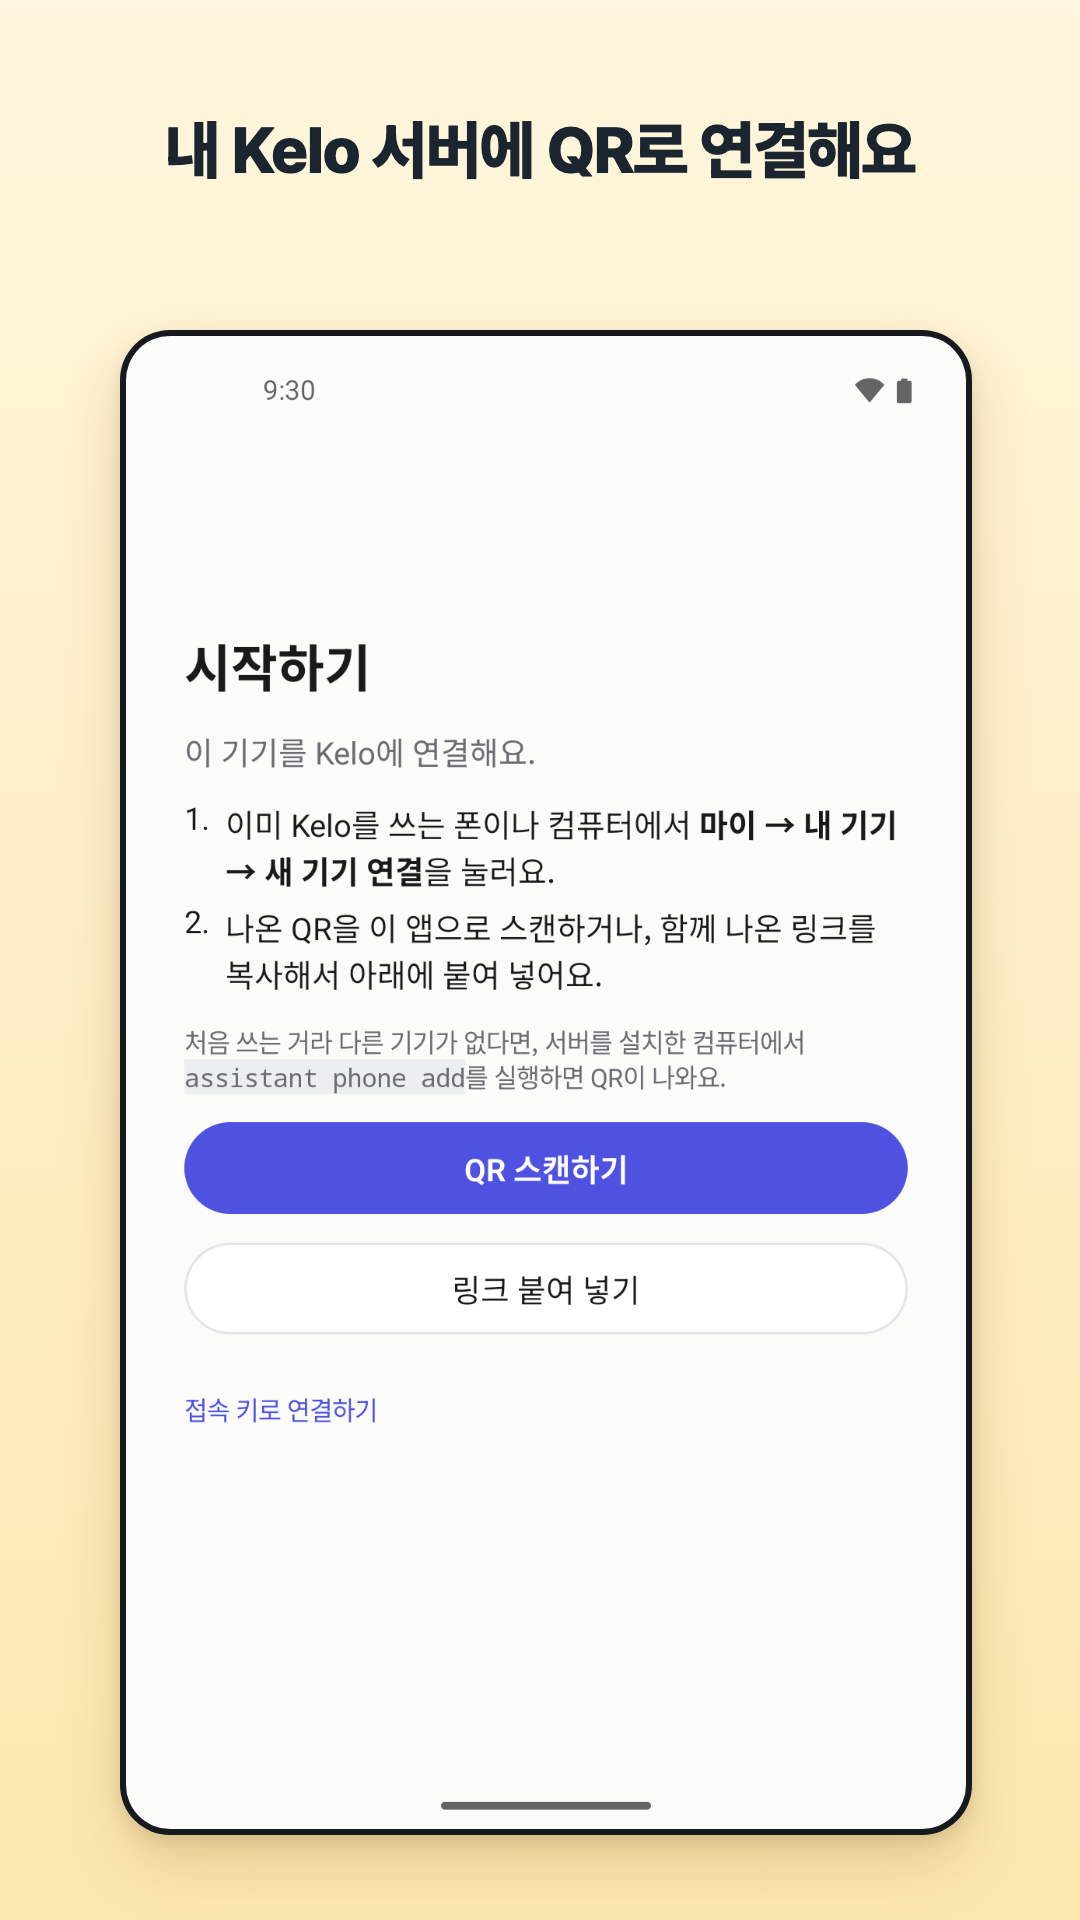 내 Kelo 서버에 QR로 연결해요
9:30
시작하기
이 기기를 Kelo에 연결해요.
1. 이미 Kelo를 쓰는 폰이나 컴퓨터에서 마이 → 내 기기
→ 새 기기 연결을 눌러요.
2. 나온 QR을 이 앱으로 스캔하거나, 함께 나온 링크를
복사해서 아래에 붙여 넣어요.
처음 쓰는 거라 다른 기기가 없다면, 서버를 설치한 컴퓨터에서
assistant phone add를 실행하면 QR이 나와요.
QR 스캔하기
링크 붙여 넣기
접속 키로 연결하기